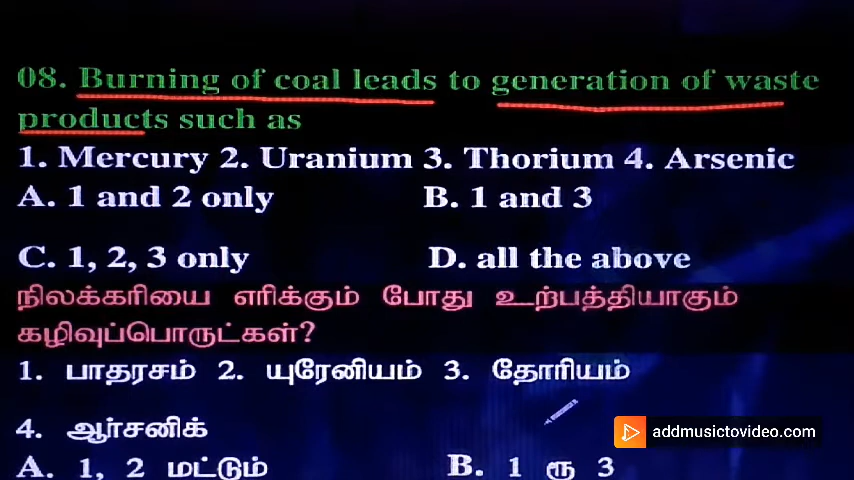 08. Burning of coal leads to generation of waste
products such as
1. Mercury 2. Uranium 3. Thorium 4. Arsenic
A. 1 and 2 only B. 1 and 3
C. 1, 2, 3 only D. all the above
நிலக்கரியை எரிக்கும் போது உற்பத்தியாகும்
கழிவுப்பொருட்கள்?
1. பாதரசம் 2. யுரேனியம் 3. தோரியம்
4. ஆர்சனிக்
addmusictovideo.com
A. 1, 2 மட்டும் B. 1 ரூ 3